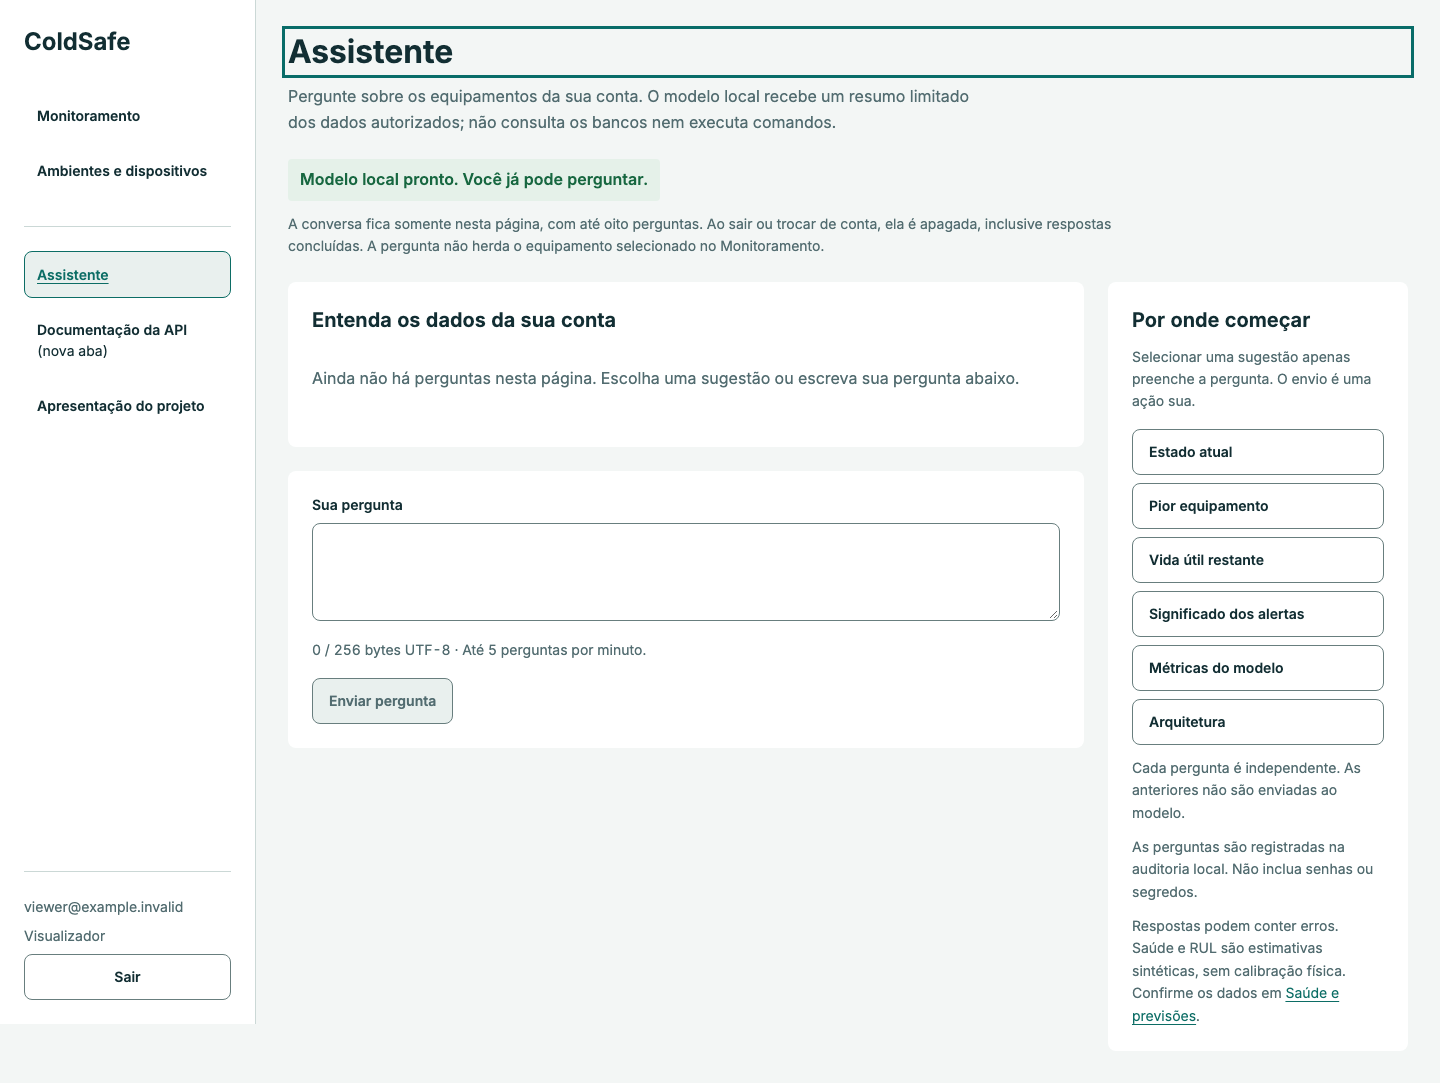 ColdSafe
Monitoramento
Ambientes e dispositivos
Assistente
Documentação da API
(nova aba)
Apresentação do projeto
viewer@example.invalid
Visualizador
Sair
Assistente
Pergunte sobre os equipamentos da sua conta. O modelo local recebe um resumo limitado
dos dados autorizados; não consulta os bancos nem executa comandos.
Modelo local pronto. Você já pode perguntar.
A conversa fica somente nesta página, com até oito perguntas. Ao sair ou trocar de conta, ela é apagada, inclusive respostas
concluídas. A pergunta não herda o equipamento selecionado no Monitoramento.
Entenda os dados da sua conta
Ainda não há perguntas nesta página. Escolha uma sugestão ou escreva sua pergunta abaixo.
Sua pergunta
0 / 256 bytes UTF-8 · Até 5 perguntas por minuto.
Enviar pergunta
Por onde começar
Selecionar uma sugestão apenas
preenche a pergunta. O envio é uma
ação sua.
Estado atual
Pior equipamento
Vida útil restante
Significado dos alertas
Métricas do modelo
Arquitetura
Cada pergunta é independente. As
anteriores não são enviadas ao
modelo.
As perguntas são registradas na
auditoria local. Não inclua senhas ou
segredos.
Respostas podem conter erros.
Saúde e RUL são estimativas
sintéticas, sem calibração física.
Confirme os dados em Saúde e
previsões.